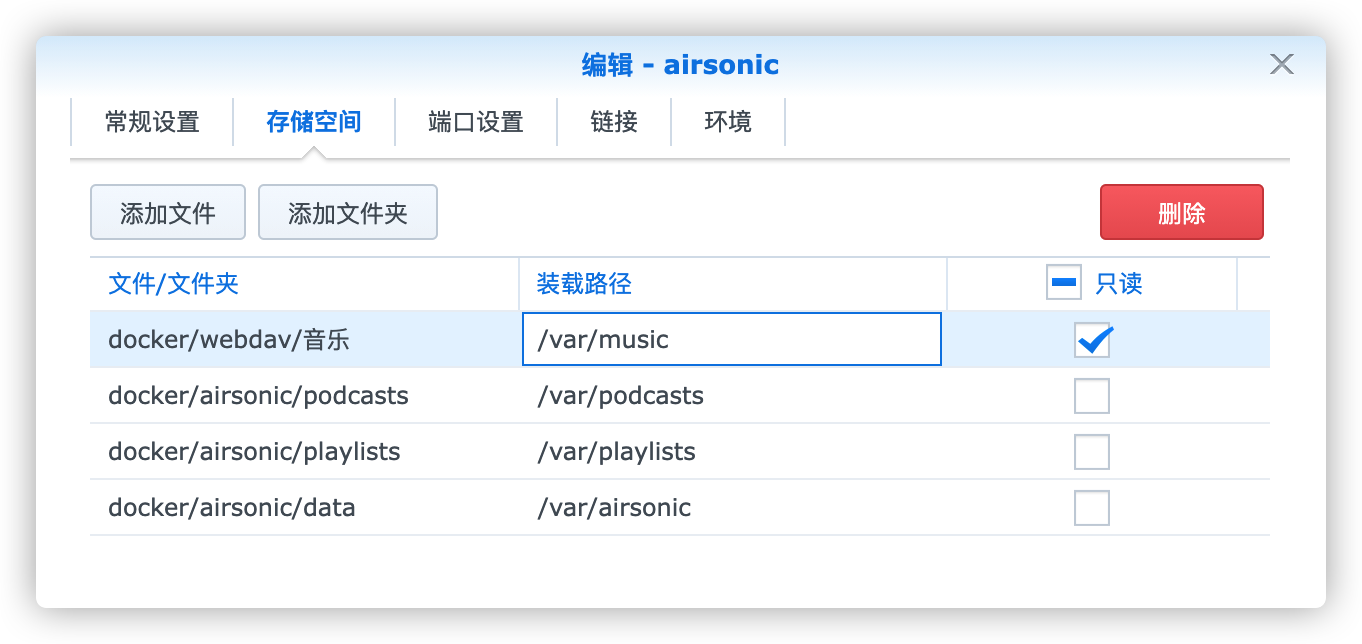 编辑 - airsonic
常规设置 存储空间 端口设置 链接 环境
添加文件 添加文件夹 删除
文件/文件夹 装载路径 只读
docker/webdav/音乐 /var/music
docker/airsonic/podcasts /var/podcasts
docker/airsonic/playlists /var/playlists
docker/airsonic/data /var/airsonic